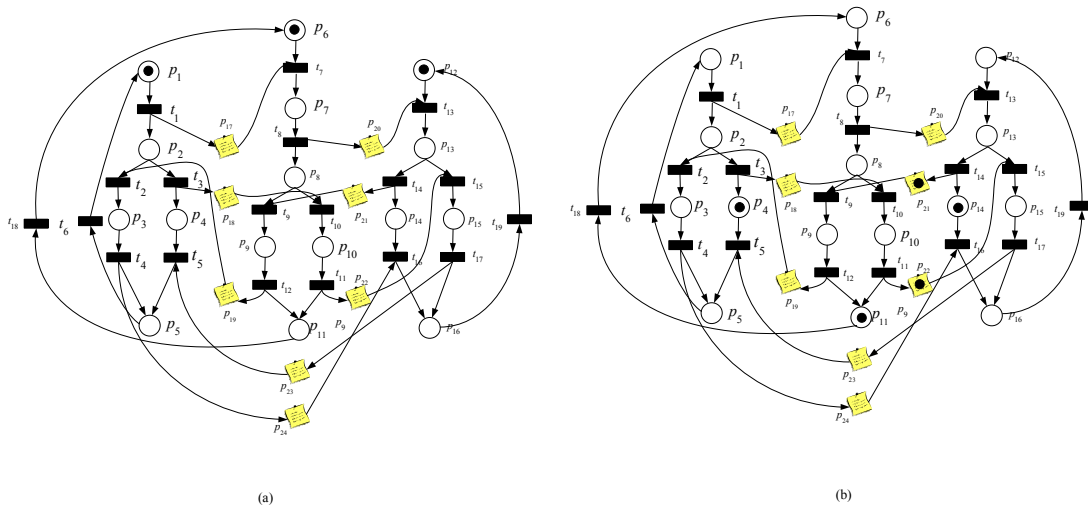 p6
p1
t7
p12
t1
p7
t13
p17
t8
p20
p2
p13
p8
t2
t3
t14
t15
p18
t9
t10
p21
p3
p4
p14
p15
t18
t6
t19
p9
p10
t4
t5
t16
t17
t12
t11
p22
p19
p5
p11
p9
p16
p23
p24
(a)
p6
p1
t7
p12
t1
p7
t13
p17
t8
p20
p2
p13
p8
t2
t3
t14
t15
p18
t9
t10
p21
p3
p4
p14
p15
t18
t6
t19
p9
p10
t4
t5
t16
t17
t12
t11
p22
p19
p5
p11
p9
p16
p23
p24
(b)